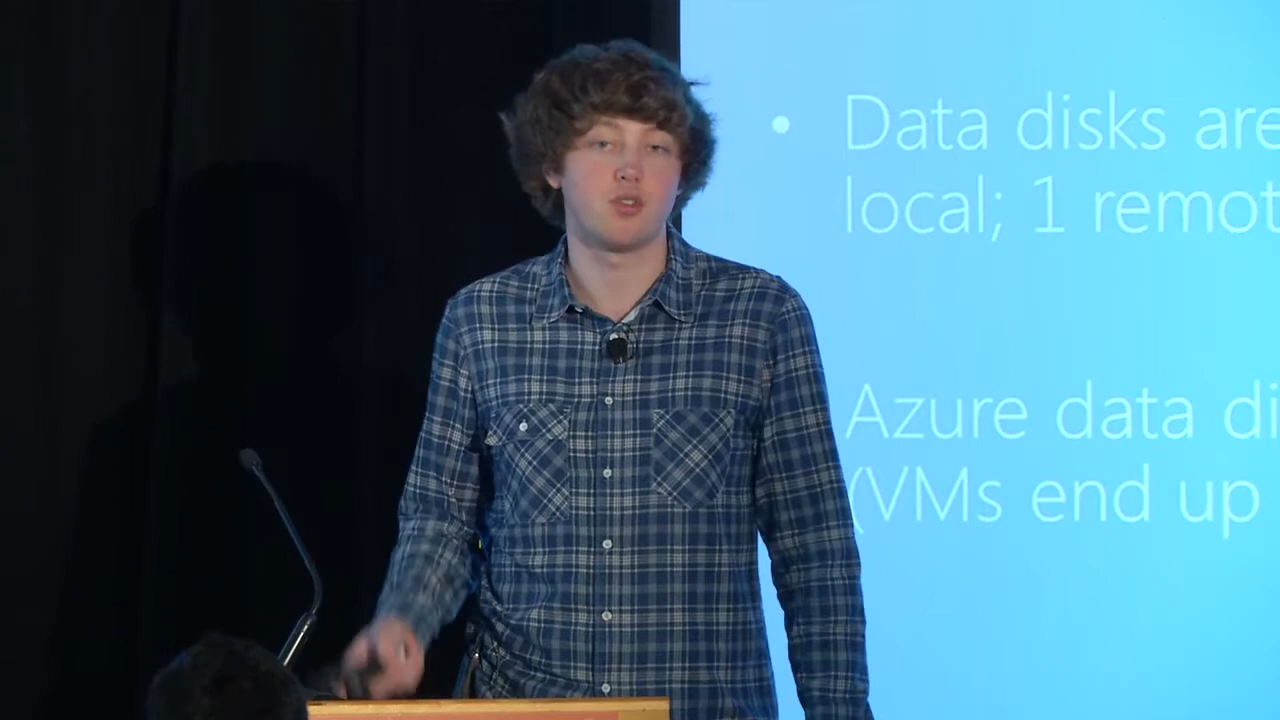 • Data disks are
local; 1 remot
Azure data di
(VMs end up